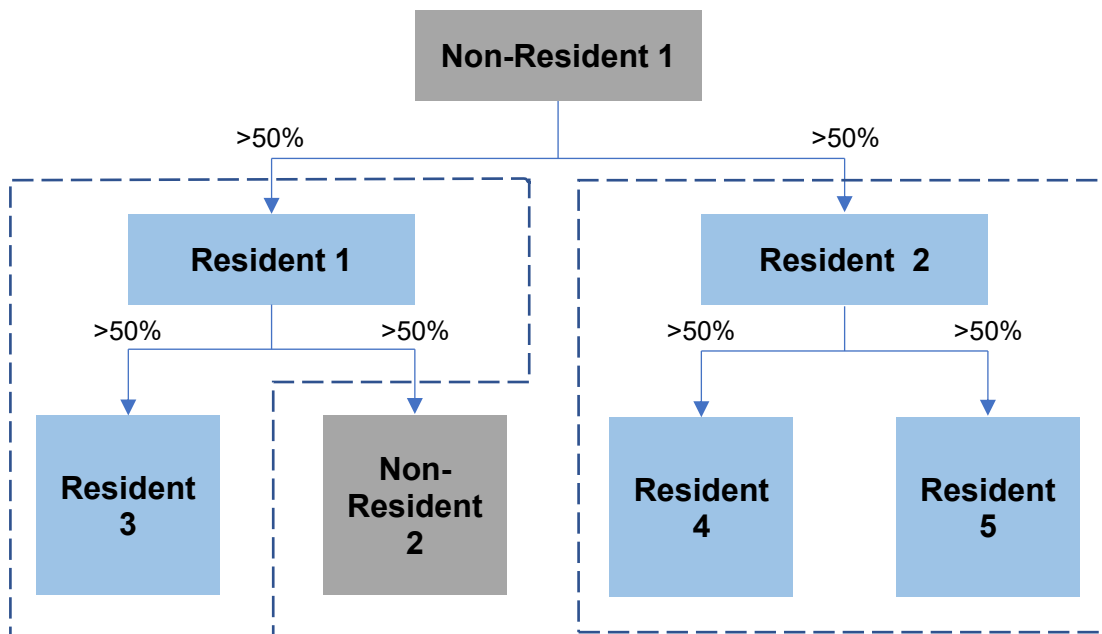 Non-Resident 1
>50%
>50%
Resident 1
Resident 2
>50%
>50%
>50%
>50%
Resident
3
Non-
Resident
2
Resident
4
Resident
5